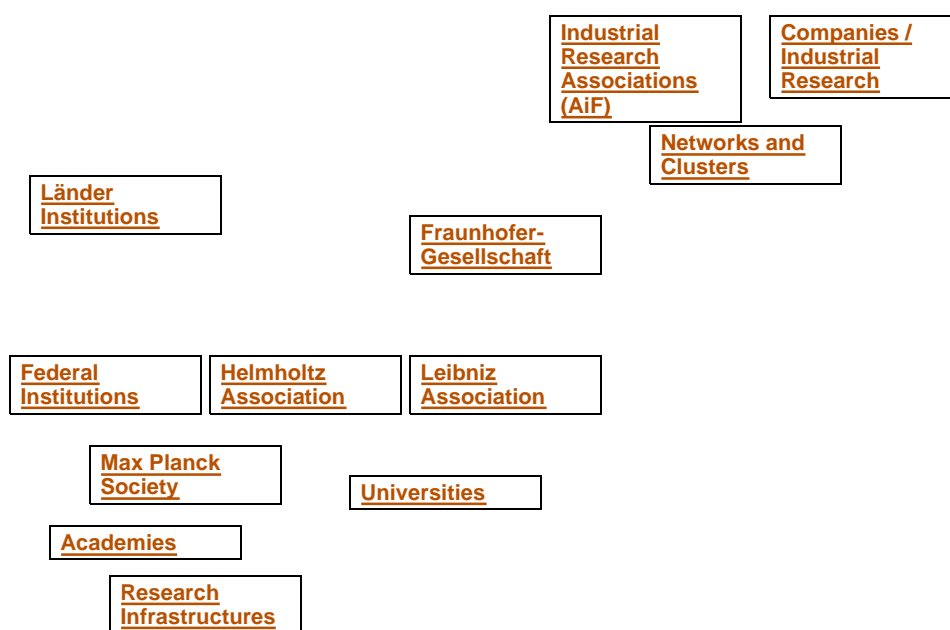 Industrial
Research
Associations
(AiF)
Companies /
Industrial
Research
Networks and
Clusters
Länder
Institutions
Fraunhofer-
Gesellschaft
Federal
Institutions
Helmholtz
Association
Leibniz
Association
Max Planck
Society
Universities
Academies
Research
Infrastructures